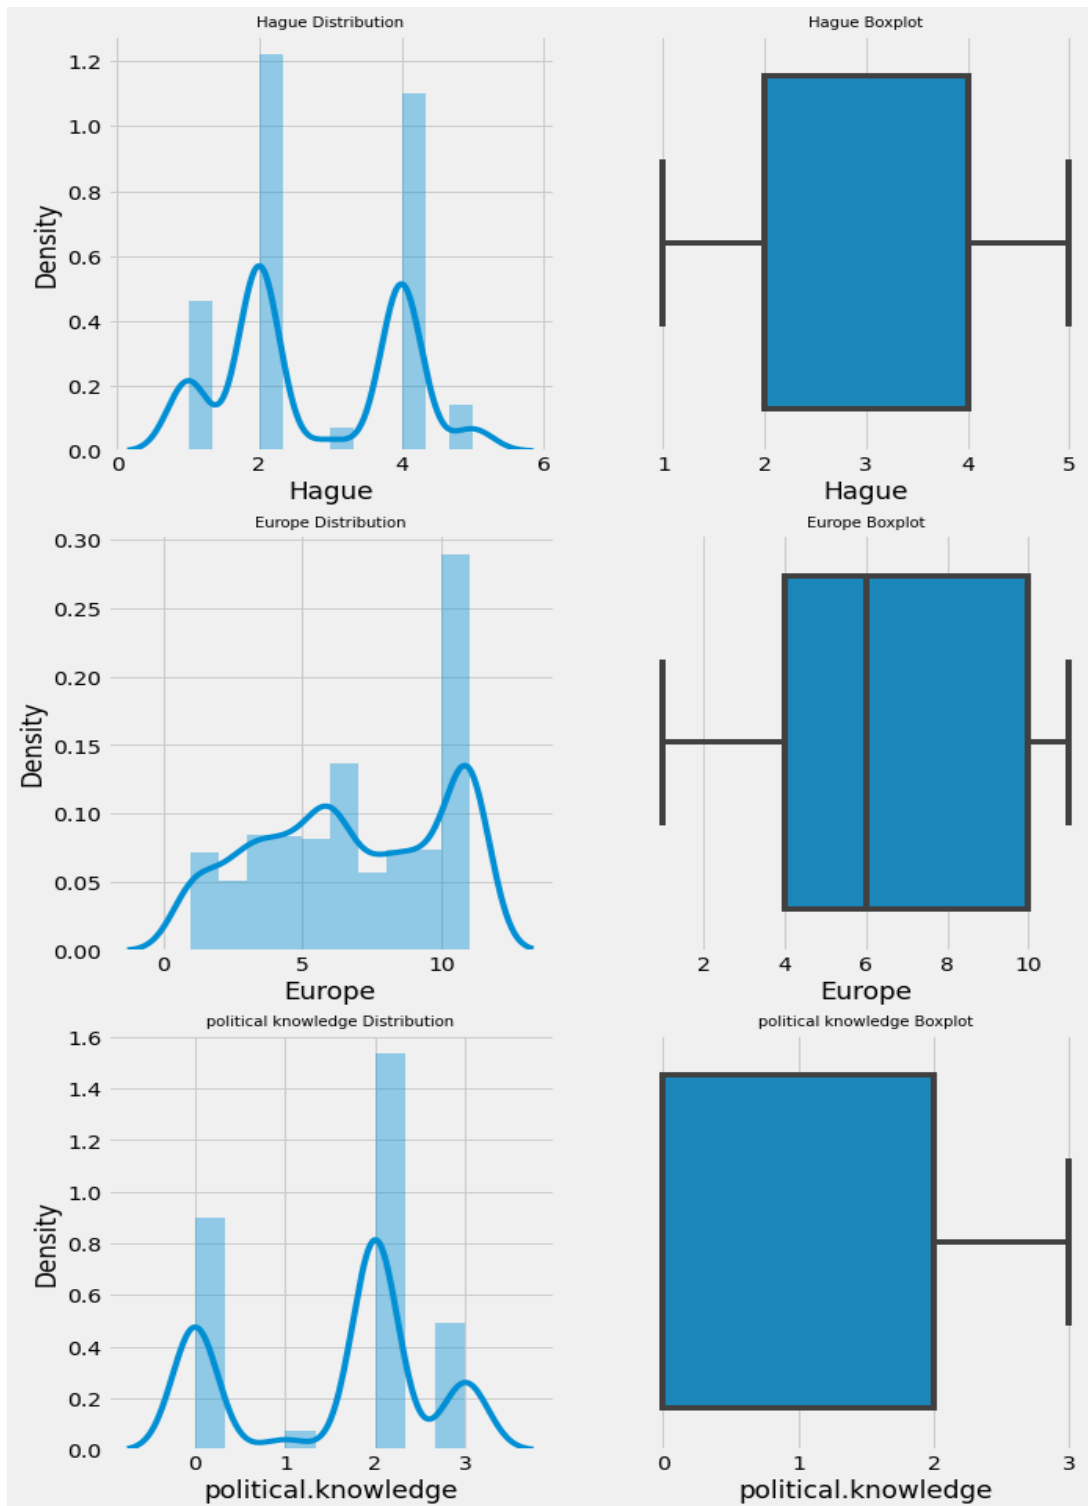 Hague Distribution
Hague Boxplot
1.2
1.0
0.8
0.6
0.4
0.2
0.0
Density
0 2 4 6
1 2 3 4 5
Hague
Hague
Europe Distribution
Europe Boxplot
0.30
0.25
0.20
0.15
0.10
0.05
0.00
Density
0 5 10
2 4 6 8 10
Europe
Europe
political knowledge Distribution
political knowledge Boxplot
1.6
1.4
1.2
1.0
0.8
0.6
0.4
0.2
0.0
Density
0 1 2 3
0 1 2 3
political.knowledge
political.knowledge